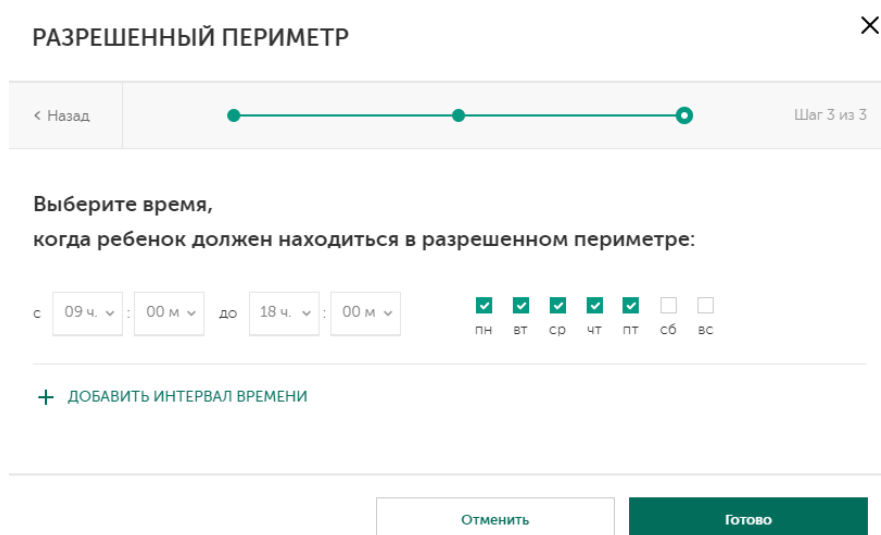 РАЗРЕШЕННЫЙ ПЕРИМЕТР
< Назад
Шаг 3 из 3
Выберите время,
когда ребенок должен находиться в разрешенном периметре:
с 09 ч. : 00 м до 18 ч. : 00 м
пн вт ср чт пт сб вс
+ ДОБАВИТЬ ИНТЕРВАЛ ВРЕМЕНИ
Отменить
Готово